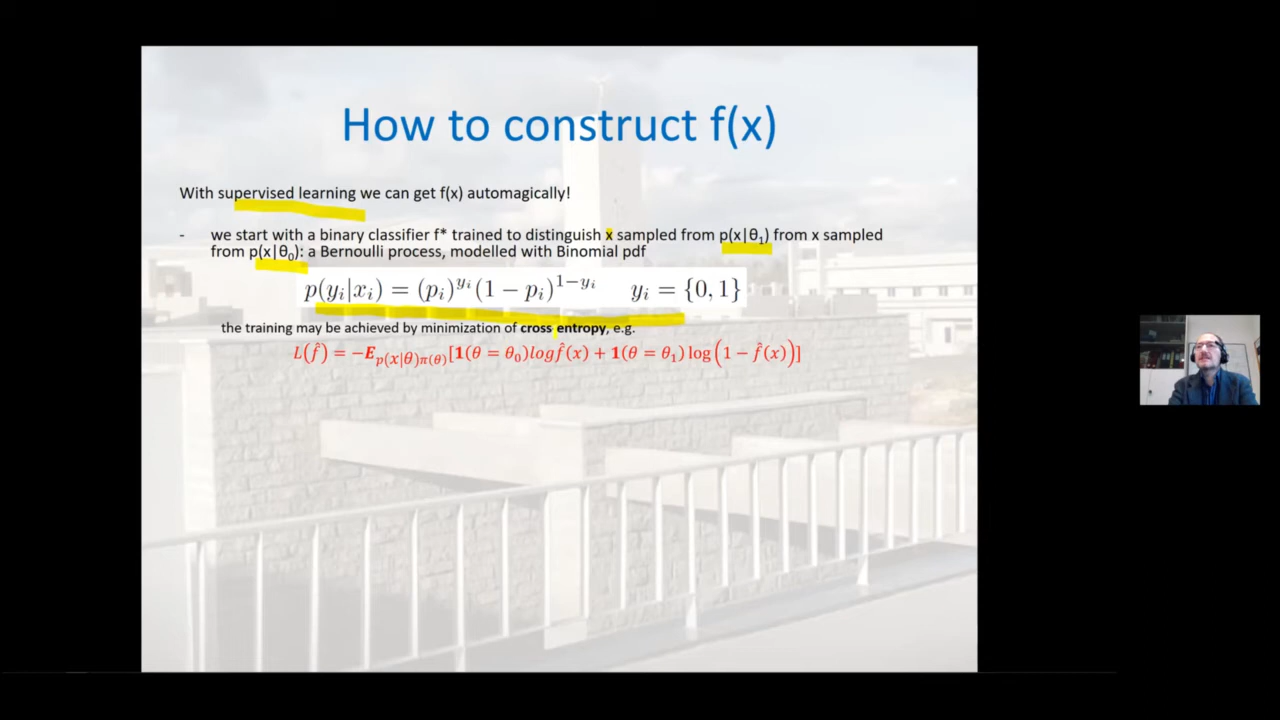 How to construct f(x)
With supervised learning we can get f(x) automagically!
- we start with a binary classifier f* trained to distinguish x sampled from p(x|θ₁) from x sampled
from p(x|θ₀): a Bernoulli process, modelled with Binomial pdf
p(yᵢ|xᵢ) = (pᵢ)^{yᵢ}(1 − pᵢ)^{1−yᵢ}   yᵢ = {0, 1}
the training may be achieved by minimization of cross entropy, e.g.
L(f̂) = −E_{p(x|θ)π(θ)}[1(θ = θ₀)logf̂(x) + 1(θ = θ₁) log(1 − f̂(x))]